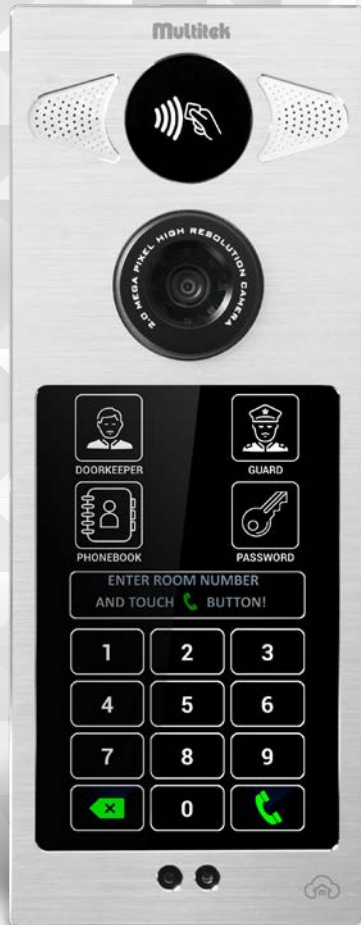 Multitek
2.0 MEGA PIXEL HIGH RESOLUTION CAMERA
DOORKEEPER
GUARD
PHONEBOOK
PASSWORD
ENTER ROOM NUMBER
AND TOUCH BUTTON!
1 2 3
4 5 6
7 8 9
0